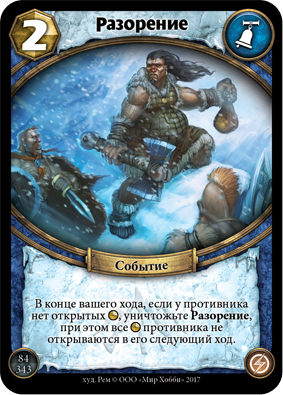 Разорение
2
Событие
В конце вашего хода, если у противника
нет открытых , уничтожьте Разорение,
при этом все противника не
открываются в его следующий ход.
84
343
худ. Рем © ООО «Мир Хобби» 2017